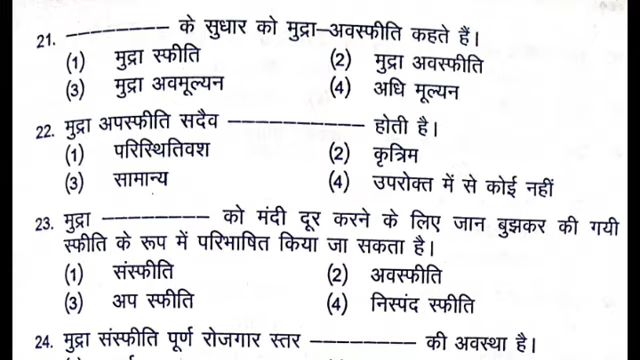 21. ––––––––– के सुधार को मुद्रा–अवस्फीति कहते हैं।
(1) मुद्रा स्फीति (2) मुद्रा अवस्फीति
(3) मुद्रा अवमूल्यन (4) अधि मूल्यन
22. मुद्रा अपस्फीति सदैव ––––––––––––– होती है।
(1) परिस्थितिवश (2) कृत्रिम
(3) सामान्य (4) उपरोक्त में से कोई नहीं
23. मुद्रा –––––––––– को मंदी दूर करने के लिए जान बुझकर की गयी
स्फीति के रूप में परिभाषित किया जा सकता है।
(1) संस्फीति (2) अवस्फीति
(3) अप स्फीति (4) निस्पंद स्फीति
24. मुद्रा संस्फीति पूर्ण रोजगार स्तर –––––––––– की अवस्था है।